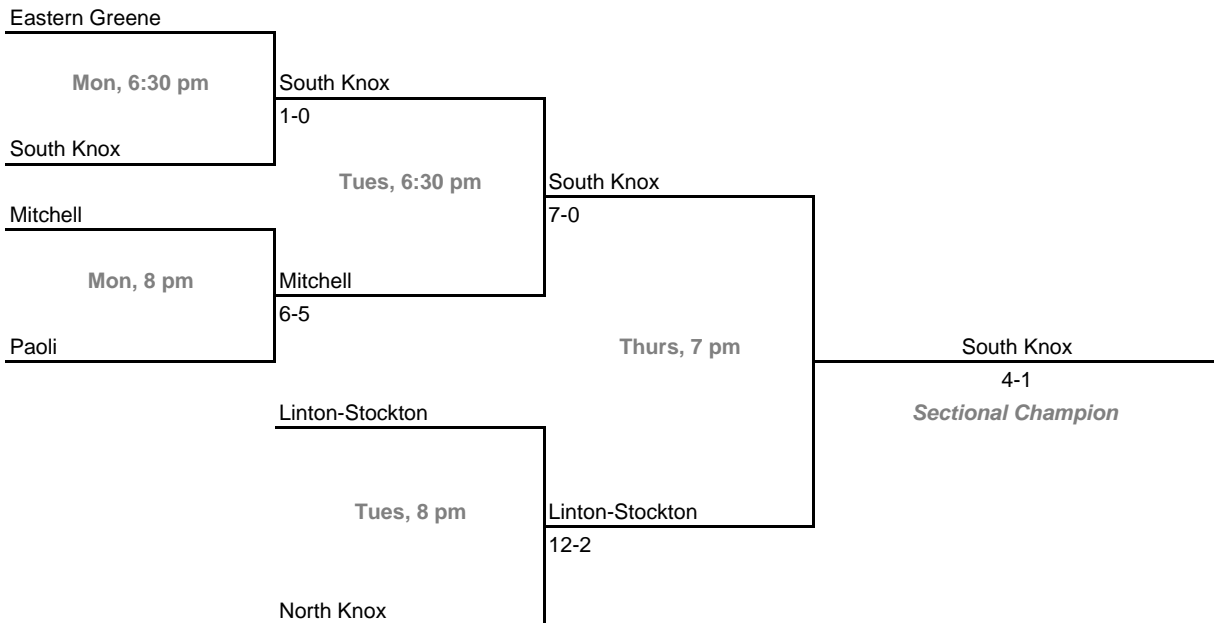 Eastern Greene
Mon, 6:30 pm
South Knox
1-0
South Knox
Tues, 6:30 pm
South Knox
7-0
Mitchell
Mon, 8 pm
Mitchell
6-5
Paoli
Thurs, 7 pm
South Knox
4-1
Sectional Champion
Linton-Stockton
Tues, 8 pm
Linton-Stockton
12-2
North Knox